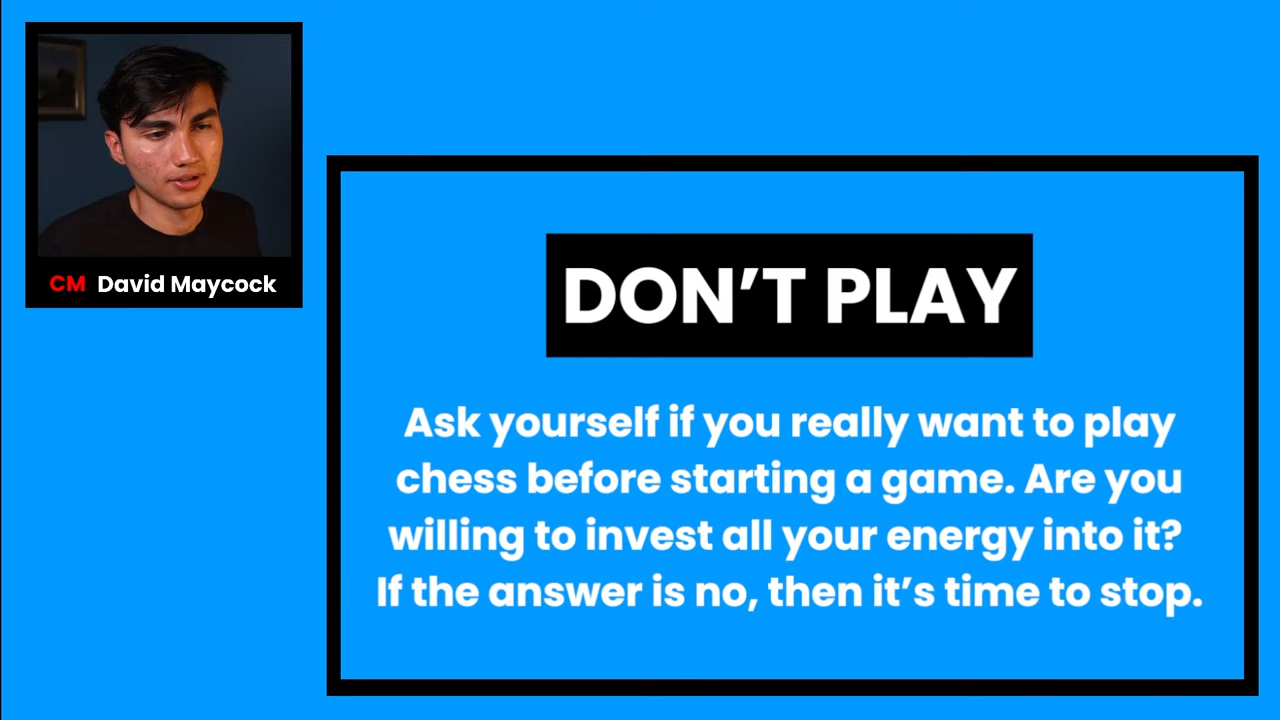 CM David Maycock
DON’T PLAY
Ask yourself if you really want to play
chess before starting a game. Are you
willing to invest all your energy into it?
If the answer is no, then it’s time to stop.